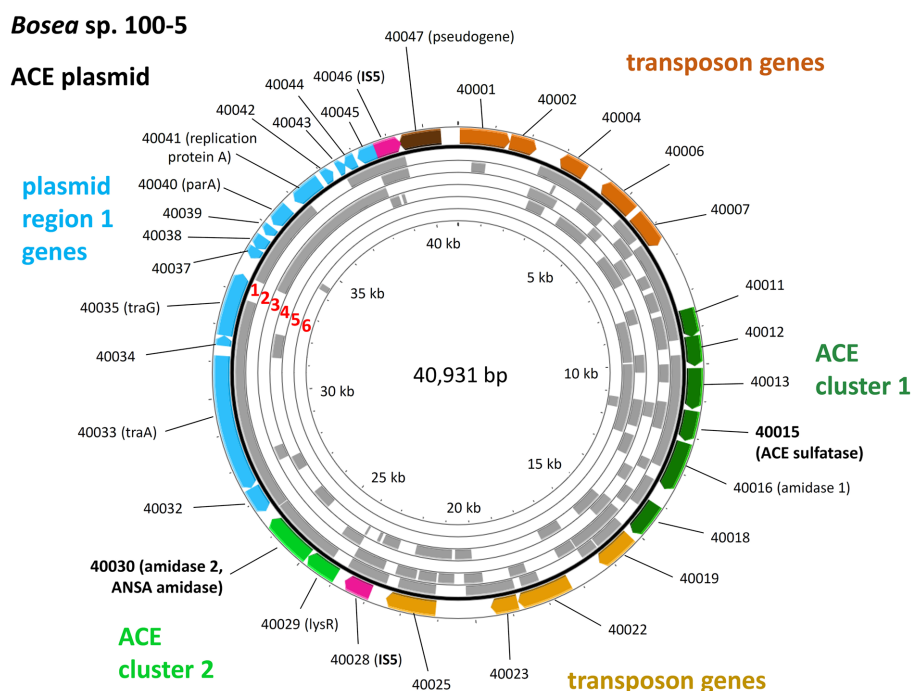 Bosea sp. 100-5
ACE plasmid
40047 (pseudogene)
transposon genes
40046 (IS5)
40044
40045
40043
40042
40041 (replication
protein A)
40040 (parA)
plasmid
region 1
genes
40039
40038
40037
40035 (traG)
40034
40033 (traA)
40032
40001
40002
40004
40006
40007
40011
40012
ACE
cluster 1
40013
40015
(ACE sulfatase)
40016 (amidase 1)
40018
40019
40022
40023
40025
transposon genes
40028 (IS5)
40029 (lysR)
40030 (amidase 2,
ANSA amidase)
ACE
cluster 2
1
2
3
4
5
6
40 kb
5 kb
35 kb
10 kb
40,931 bp
30 kb
15 kb
25 kb
20 kb